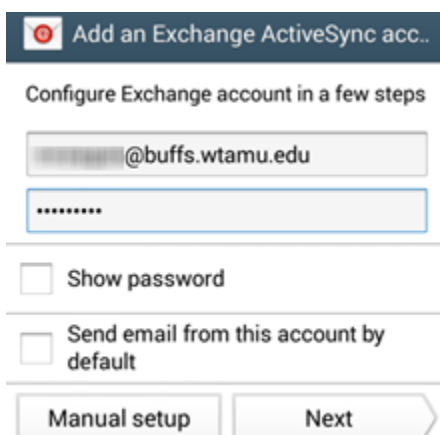 Add an Exchange ActiveSync acc..
Configure Exchange account in a few steps
@buffs.wtamu.edu
•••••••••
Show password
Send email from this account by
default
Manual setup
Next